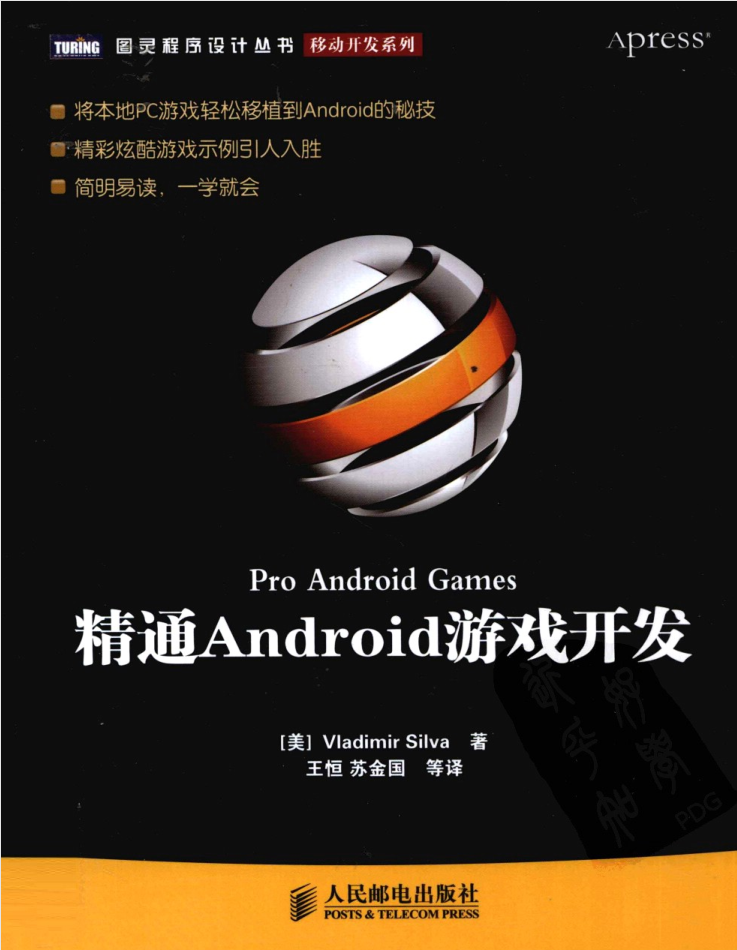 TURING 图灵程序设计丛书 移动开发系列 Apress®
将本地PC游戏轻松移植到Android的秘技
精彩炫酷游戏示例引人入胜
简明易读，一学就会
Pro Android Games
精通Android游戏开发
[美] Vladimir Silva 著
王恒 苏金国 等译
PDG
人民邮电出版社
POSTS & TELECOM PRESS